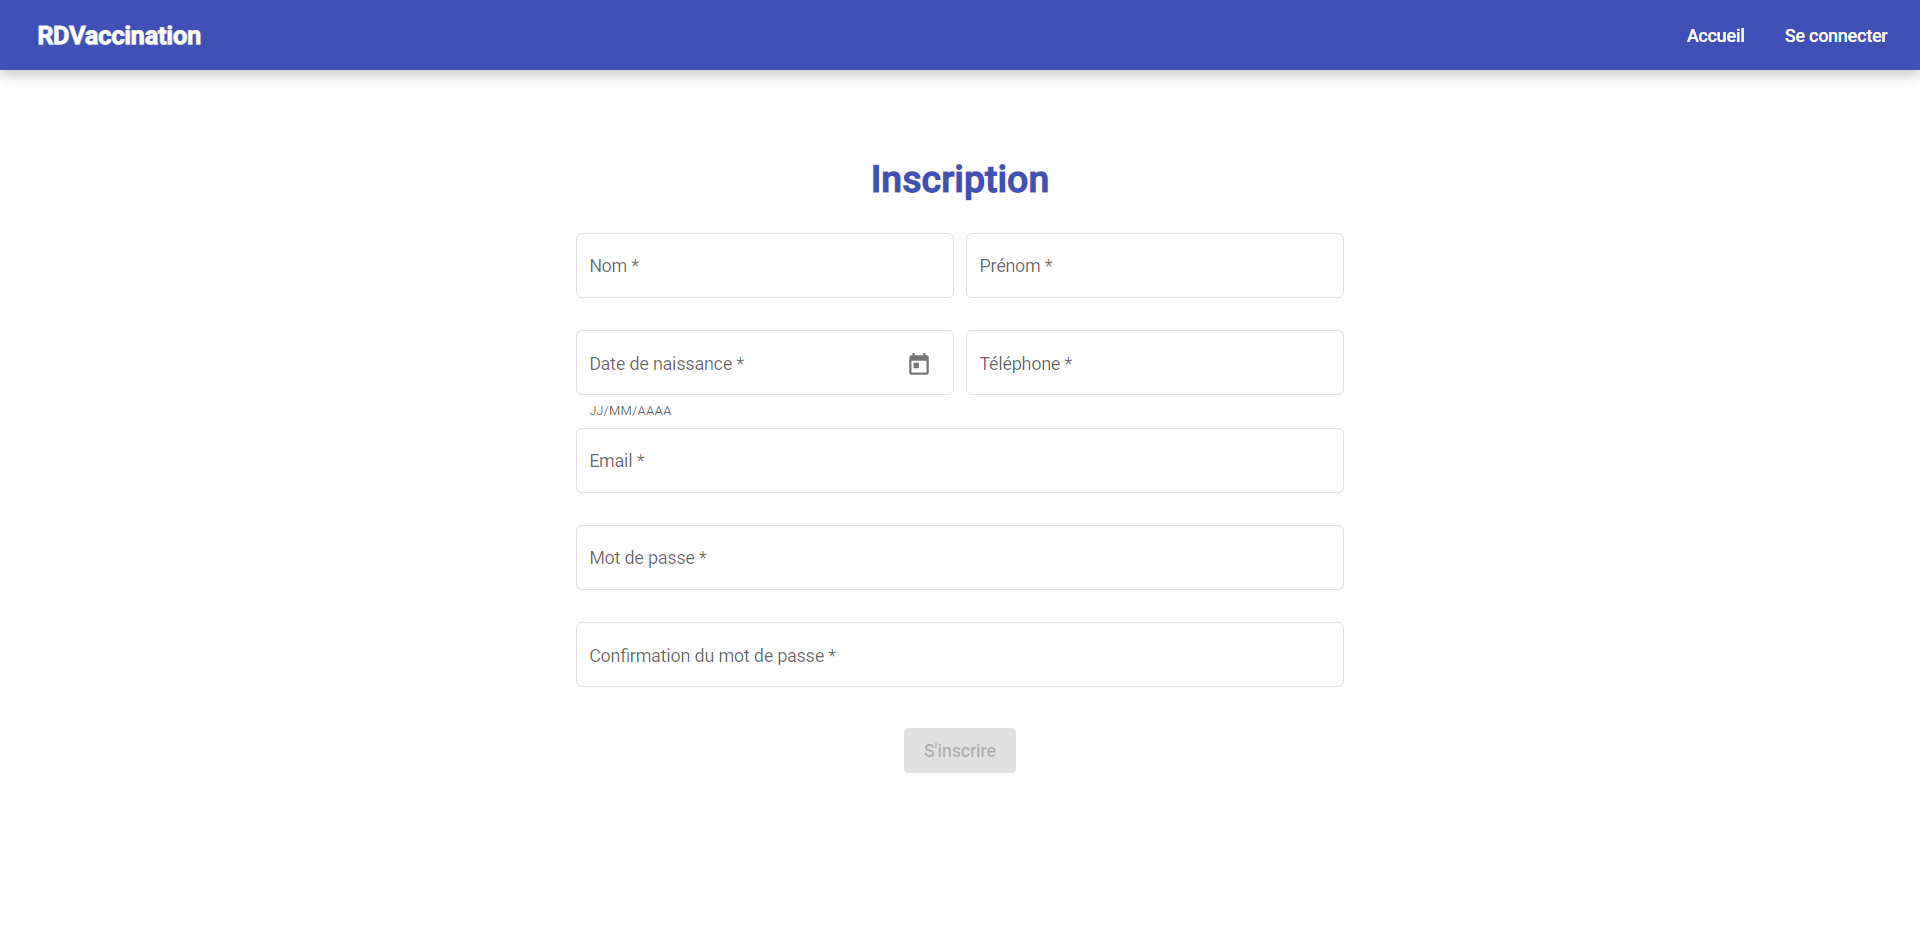 RDVaccination
Accueil
Se connecter
Inscription
Nom *
Prénom *
Date de naissance *
Téléphone *
JJ/MM/AAAA
Email *
Mot de passe *
Confirmation du mot de passe *
S'inscrire